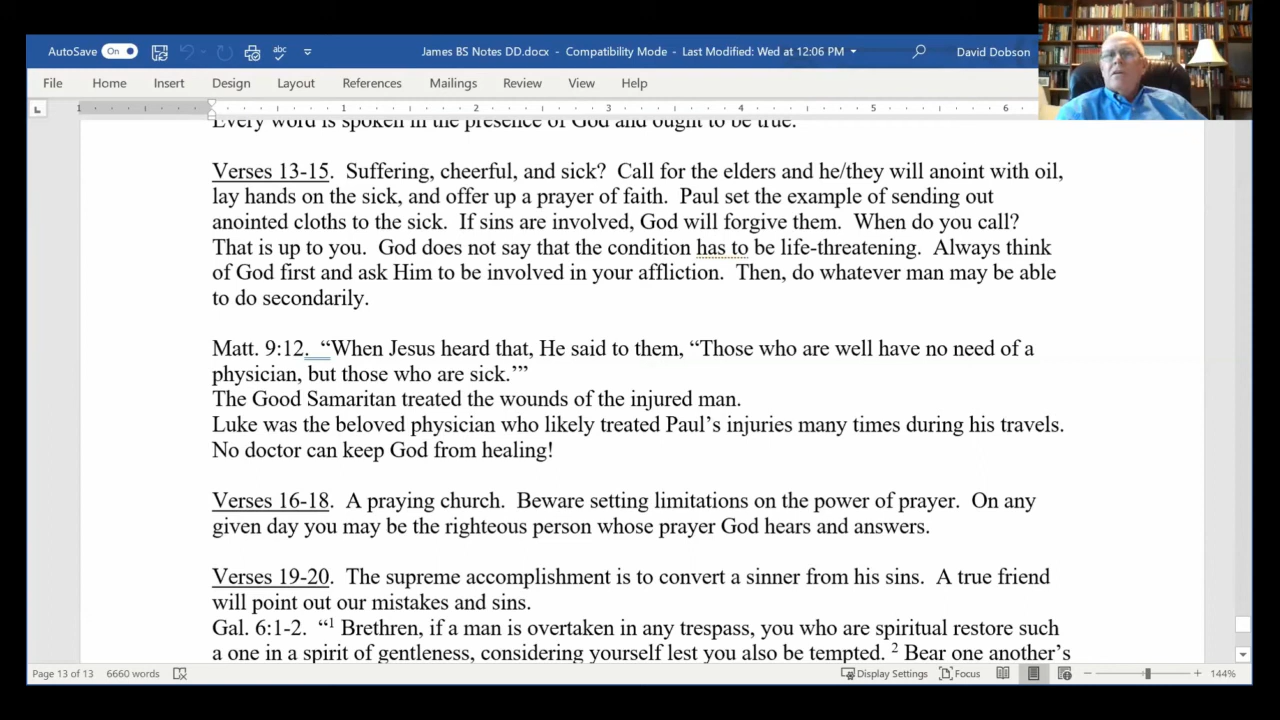 AutoSave On abc James BS Notes DD.docx - Compatibility Mode - Last Modified: Wed at 12:06 PM David Dobson
File Home Insert Design Layout References Mailings Review View Help
1 1 2 3 4 5 6
Every word is spoken in the presence of God and ought to be true.
Verses 13-15. Suffering, cheerful, and sick? Call for the elders and he/they will anoint with oil,
lay hands on the sick, and offer up a prayer of faith. Paul set the example of sending out
anointed cloths to the sick. If sins are involved, God will forgive them. When do you call?
That is up to you. God does not say that the condition has to be life-threatening. Always think
of God first and ask Him to be involved in your affliction. Then, do whatever man may be able
to do secondarily.
Matt. 9:12. “When Jesus heard that, He said to them, “Those who are well have no need of a
physician, but those who are sick.’”
The Good Samaritan treated the wounds of the injured man.
Luke was the beloved physician who likely treated Paul’s injuries many times during his travels.
No doctor can keep God from healing!
Verses 16-18. A praying church. Beware setting limitations on the power of prayer. On any
given day you may be the righteous person whose prayer God hears and answers.
Verses 19-20. The supreme accomplishment is to convert a sinner from his sins. A true friend
will point out our mistakes and sins.
Gal. 6:1-2. “1 Brethren, if a man is overtaken in any trespass, you who are spiritual restore such
a one in a spirit of gentleness, considering yourself lest you also be tempted. 2 Bear one another’s
Page 13 of 13 6660 words Display Settings Focus 144%